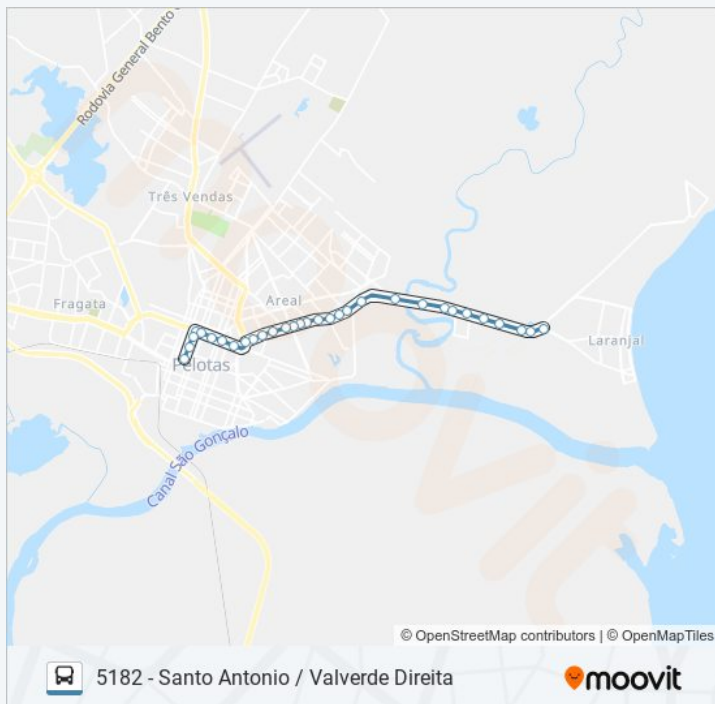 Rodovia General Bento
Três Vendas
Fragata
Areal
Laranjal
Pelotas
Canal São Gonçalo
© OpenStreetMap contributors | © OpenMapTiles
5182 - Santo Antonio / Valverde Direita
moovit